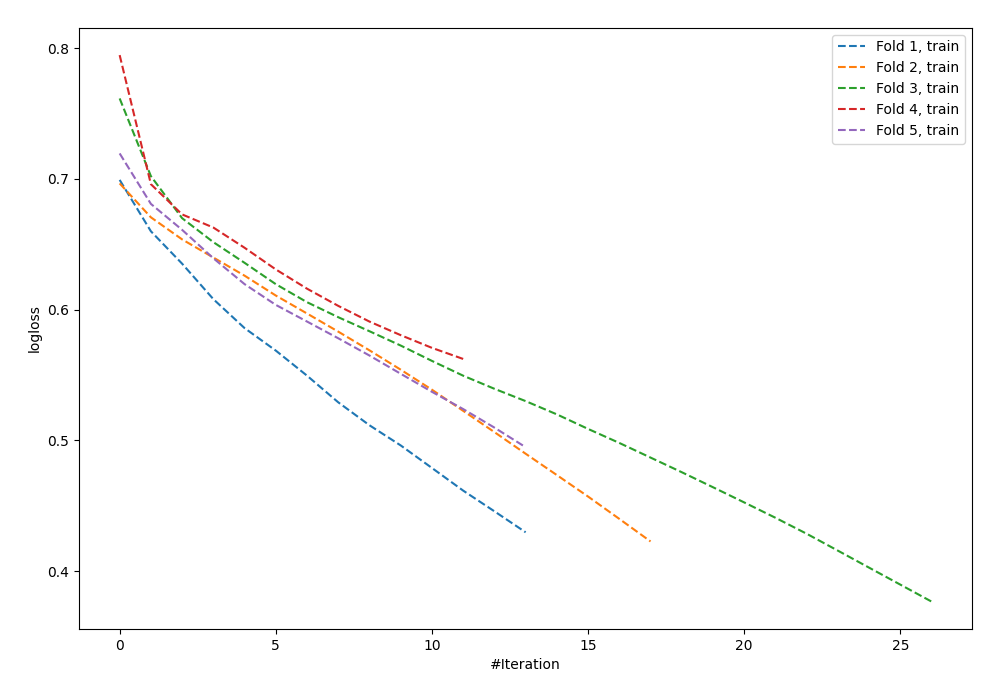 Fold 1, train
Fold 2, train
Fold 3, train
Fold 4, train
Fold 5, train
logloss
0.8
0.7
0.6
0.5
0.4
0
5
10
15
20
25
#Iteration